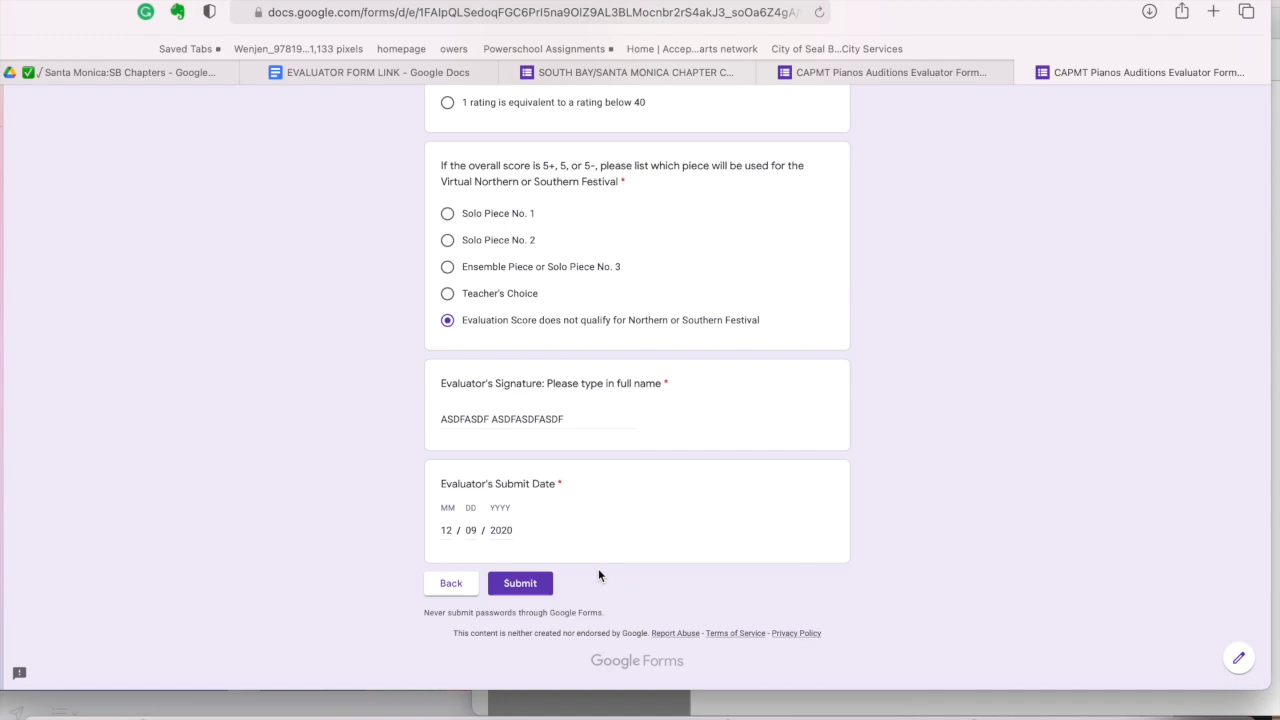 docs.google.com/forms/d/e/1FAIpQLSedoqFGC6PrI5na9OIZ9AL3BLMocnbr2rS4akJ3_soOa6Z4gA/
Saved Tabs Wenjen_97819...1,133 pixels homepage owers Powerschool Assignments Home | Accep...arts network City of Seal B...City Services
√Santa Monica:SB Chapters - Google... EVALUATOR FORM LINK - Google Docs SOUTH BAY/SANTA MONICA CHAPTER C... CAPMT Pianos Auditions Evaluator Form... CAPMT Pianos Auditions Evaluator Form...
1 rating is equivalent to a rating below 40
If the overall score is 5+, 5, or 5-, please list which piece will be used for the
Virtual Northern or Southern Festival *
Solo Piece No. 1
Solo Piece No. 2
Ensemble Piece or Solo Piece No. 3
Teacher's Choice
Evaluation Score does not qualify for Northern or Southern Festival
Evaluator's Signature: Please type in full name *
ASDFASDF ASDFASDFASDF
Evaluator's Submit Date *
MM DD YYYY
12 / 09 / 2020
Back Submit
Never submit passwords through Google Forms.
This content is neither created nor endorsed by Google. Report Abuse - Terms of Service - Privacy Policy
Google Forms